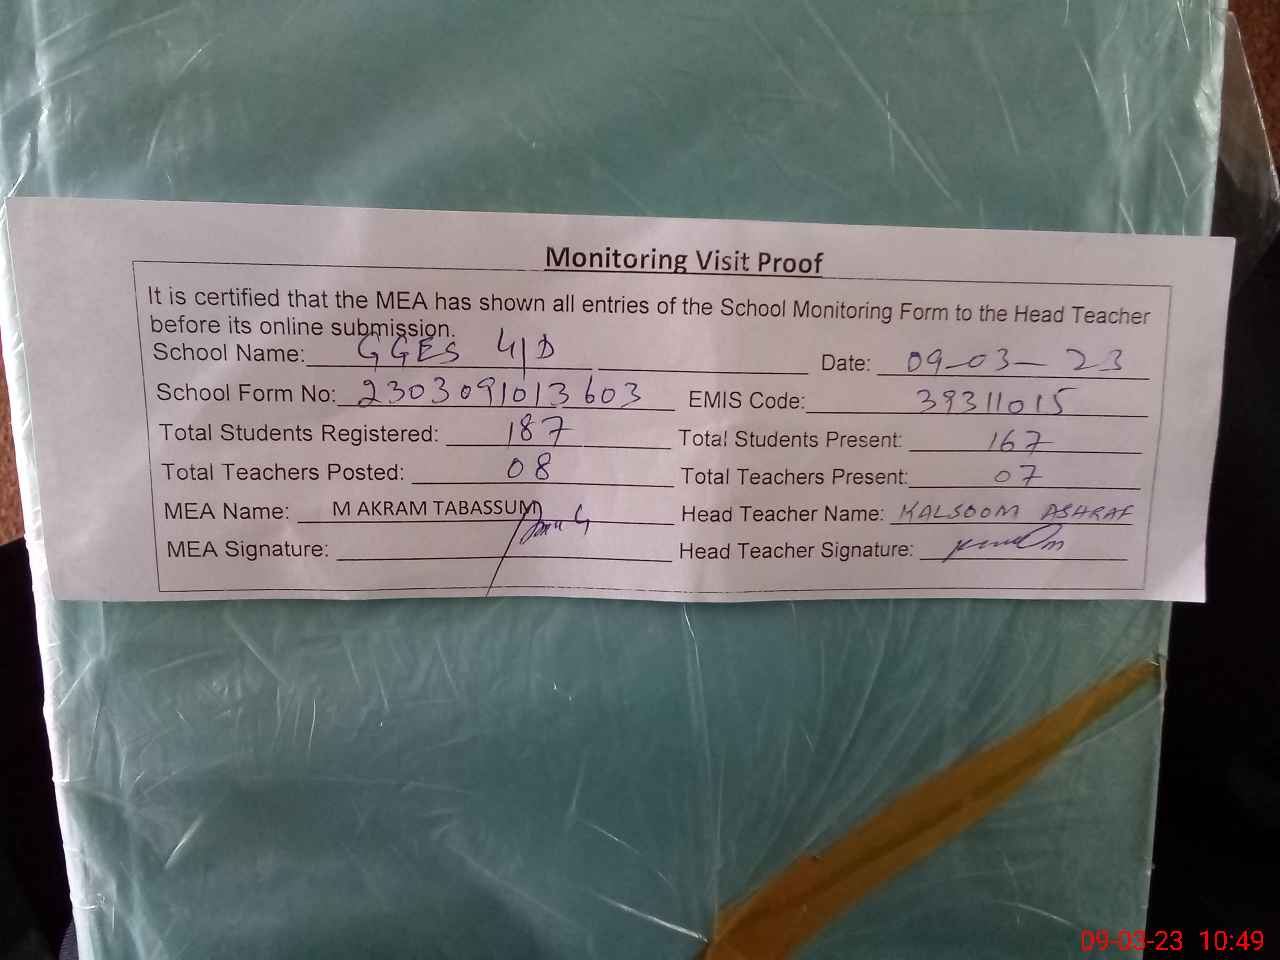 Monitoring Visit Proof
It is certified that the MEA has shown all entries of the School Monitoring Form to the Head Teacher
before its online submission.
School Name: GGES 4/D Date: 09-03-23
School Form No: 2303091013603 EMIS Code: 39311015
Total Students Registered: 187 Total Students Present: 167
Total Teachers Posted: 08 Total Teachers Present: 07
MEA Name: M AKRAM TABASSUM Head Teacher Name: KALSOOM ASHRAF
MEA Signature: Head Teacher Signature:
09-03-23 10:49